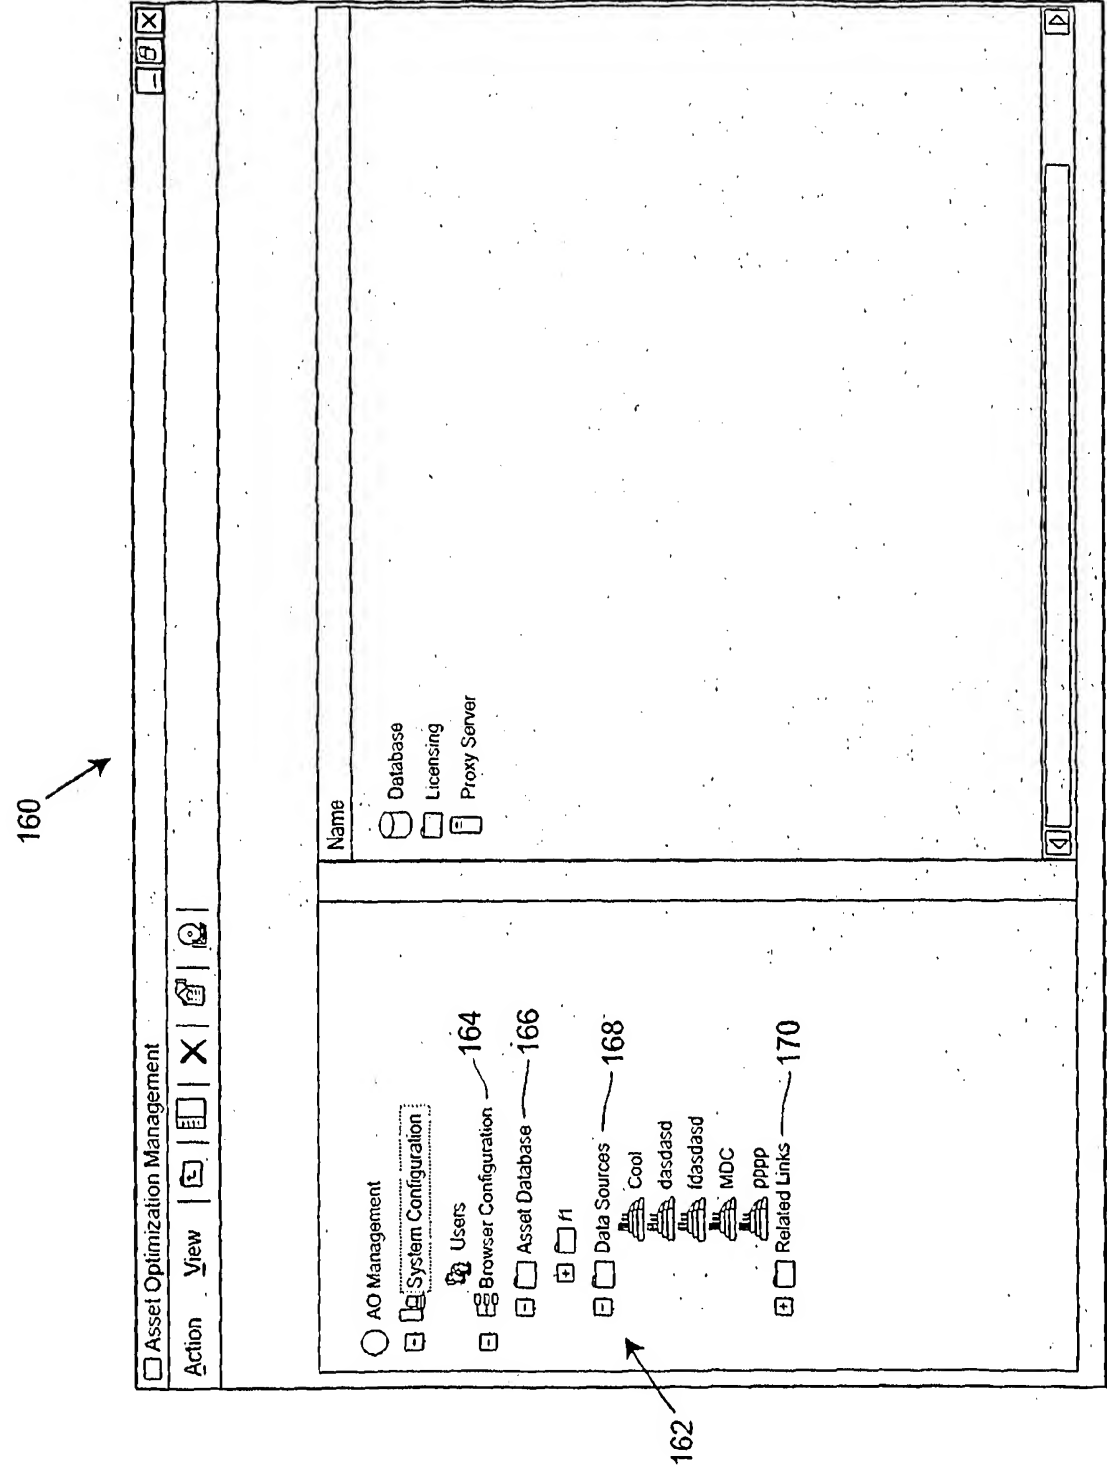 160
Asset Optimization Management
Action View
AO Management
System Configuration
Users
Browser Configuration 164
Asset Database 166
f1
Data Sources 168
Cool
dasdasd
fdasdasd
MDC
pppp
Related Links 170
162
Name
Database
Licensing
Proxy Server